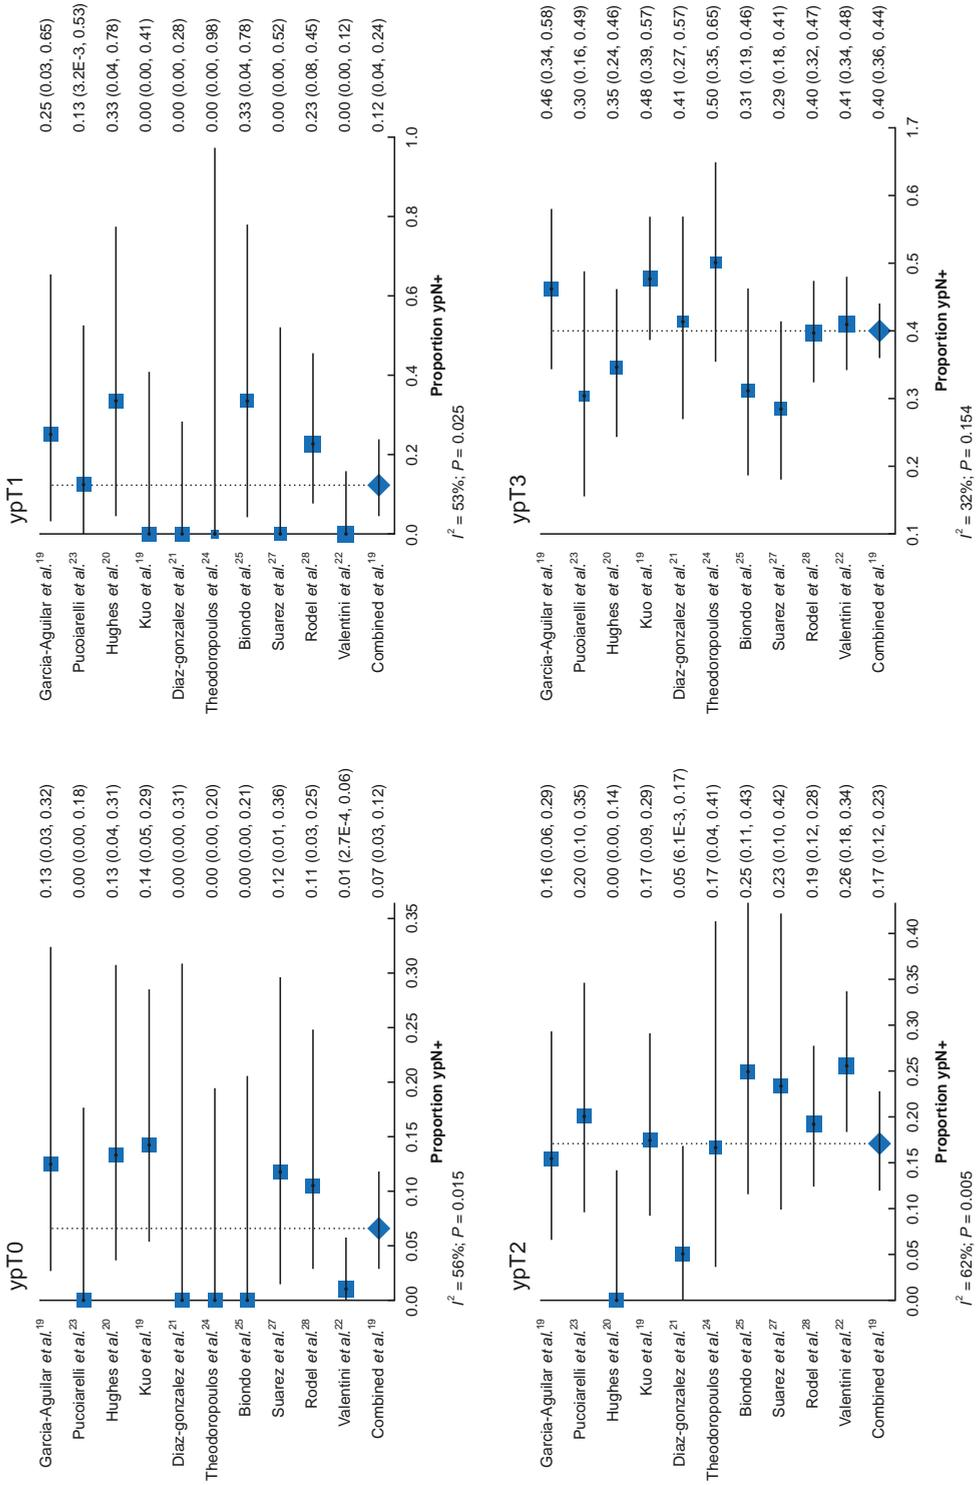 ypT0
Garcia-Aguilar et al.19 0.13 (0.03, 0.32)
Pucoiarelli et al.23 0.00 (0.00, 0.18)
Hughes et al.20 0.13 (0.04, 0.31)
Kuo et al.19 0.14 (0.05, 0.29)
Diaz-gonzalez et al.21 0.00 (0.00, 0.31)
Theodoropoulos et al.24 0.00 (0.00, 0.20)
Biondo et al.25 0.00 (0.00, 0.21)
Suarez et al.27 0.12 (0.01, 0.36)
Rodel et al.28 0.11 (0.03, 0.25)
Valentini et al.22 0.01 (2.7E-4, 0.06)
Combined et al.19 0.07 (0.03, 0.12)
0.00 0.05 0.10 0.15 0.20 0.25 0.30 0.35
Proportion ypN+
I2 = 56%; P = 0.015
ypT1
Garcia-Aguilar et al.19 0.25 (0.03, 0.65)
Pucoiarelli et al.23 0.13 (3.2E-3, 0.53)
Hughes et al.20 0.33 (0.04, 0.78)
Kuo et al.19 0.00 (0.00, 0.41)
Diaz-gonzalez et al.21 0.00 (0.00, 0.28)
Theodoropoulos et al.24 0.00 (0.00, 0.98)
Biondo et al.25 0.33 (0.04, 0.78)
Suarez et al.27 0.00 (0.00, 0.52)
Rodel et al.28 0.23 (0.08, 0.45)
Valentini et al.22 0.00 (0.00, 0.12)
Combined et al.19 0.12 (0.04, 0.24)
0.0 0.2 0.4 0.6 0.8 1.0
Proportion ypN+
I2 = 53%; P = 0.025
ypT2
Garcia-Aguilar et al.19 0.16 (0.06, 0.29)
Pucoiarelli et al.23 0.20 (0.10, 0.35)
Hughes et al.20 0.00 (0.00, 0.14)
Kuo et al.19 0.17 (0.09, 0.29)
Diaz-gonzalez et al.21 0.05 (6.1E-3, 0.17)
Theodoropoulos et al.24 0.17 (0.04, 0.41)
Biondo et al.25 0.25 (0.11, 0.43)
Suarez et al.27 0.23 (0.10, 0.42)
Rodel et al.28 0.19 (0.12, 0.28)
Valentini et al.22 0.26 (0.18, 0.34)
Combined et al.19 0.17 (0.12, 0.23)
0.00 0.05 0.10 0.15 0.20 0.25 0.30 0.35 0.40
Proportion ypN+
I2 = 62%; P = 0.005
ypT3
Garcia-Aguilar et al.19 0.46 (0.34, 0.58)
Pucoiarelli et al.23 0.30 (0.16, 0.49)
Hughes et al.20 0.35 (0.24, 0.46)
Kuo et al.19 0.48 (0.39, 0.57)
Diaz-gonzalez et al.21 0.41 (0.27, 0.57)
Theodoropoulos et al.24 0.50 (0.35, 0.65)
Biondo et al.25 0.31 (0.19, 0.46)
Suarez et al.27 0.29 (0.18, 0.41)
Rodel et al.28 0.40 (0.32, 0.47)
Valentini et al.22 0.41 (0.34, 0.48)
Combined et al.19 0.40 (0.36, 0.44)
0.1 0.2 0.3 0.4 0.5 0.6 1.7
Proportion ypN+
I2 = 32%; P = 0.154